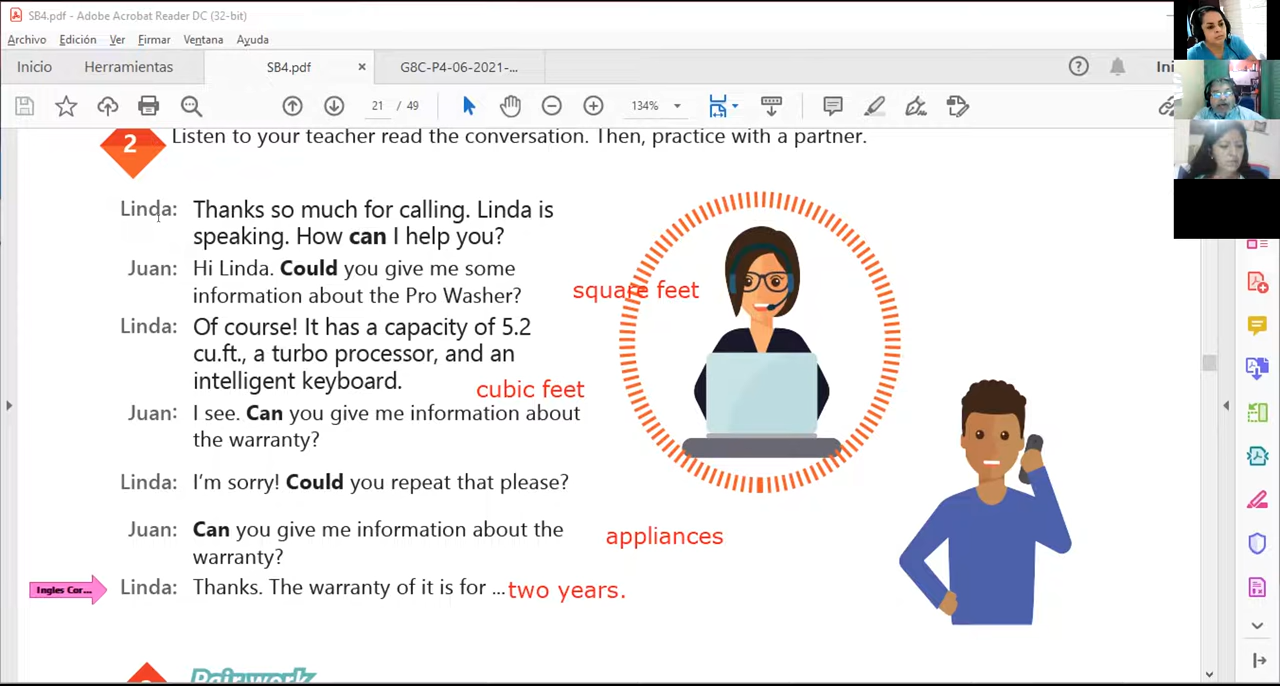 SB4.pdf - Adobe Acrobat Reader DC (32-bit)
Archivo Edición Ver Firmar Ventana Ayuda
Inicio Herramientas SB4.pdf × G8C-P4-06-2021-... Ini
21 / 49 134%
2 Listen to your teacher read the conversation. Then, practice with a partner.
Linda: Thanks so much for calling. Linda is
speaking. How can I help you?
Juan: Hi Linda. Could you give me some
information about the Pro Washer?
square feet
Linda: Of course! It has a capacity of 5.2
cu.ft., a turbo processor, and an
intelligent keyboard.
cubic feet
Juan: I see. Can you give me information about
the warranty?
Linda: I'm sorry! Could you repeat that please?
Juan: Can you give me information about the
warranty?
appliances
Ingles Cor... Linda: Thanks. The warranty of it is for ... two years.
Pair work